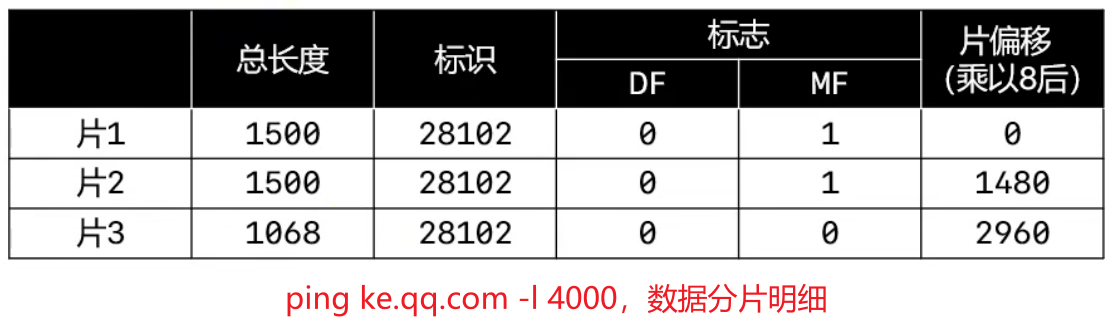 总长度 标识 标志 片偏移
(乘以8后)
DF MF
片1 1500 28102 0 1 0
片2 1500 28102 0 1 1480
片3 1068 28102 0 0 2960
ping ke.qq.com -l 4000，数据分片明细